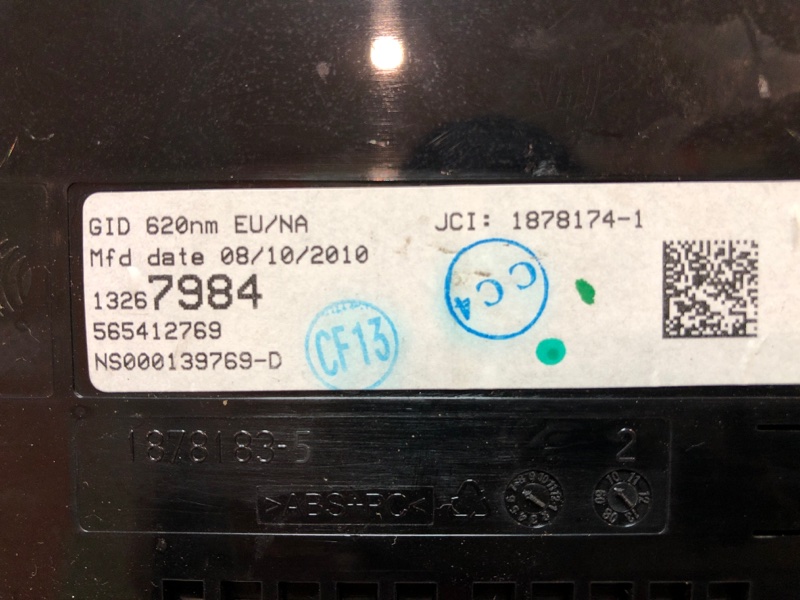 GID 620nm EU/NA
JCI: 1878174-1
Mfd date 08/10/2010
13267984
565412769
NS000139769-D
CC4
CF13
1878183-5
2
>ABS+PC<